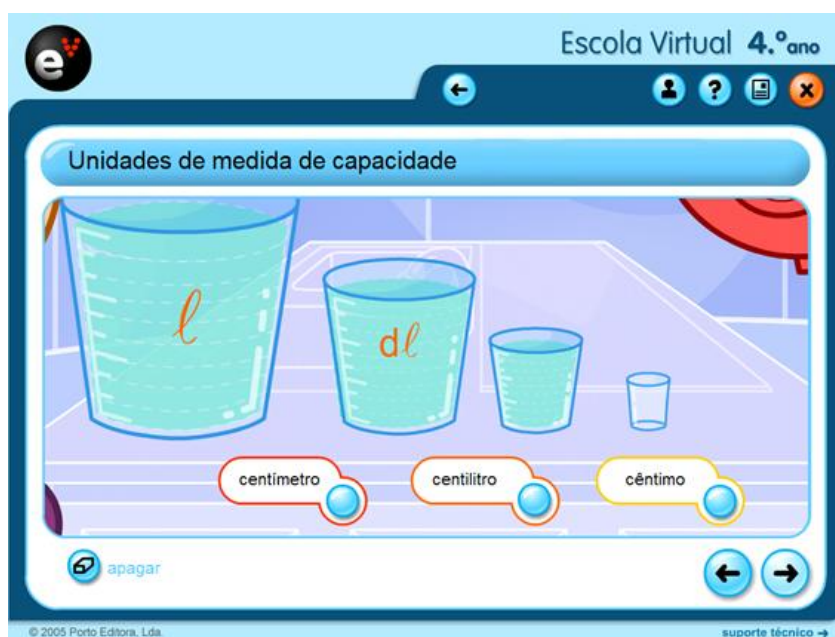 Escola Virtual 4.º ano
e
?
Unidades de medida de capacidade
ℓ
dℓ
centímetro
centilitro
cêntimo
apagar
© 2005 Porto Editora, Lda.
suporte técnico →